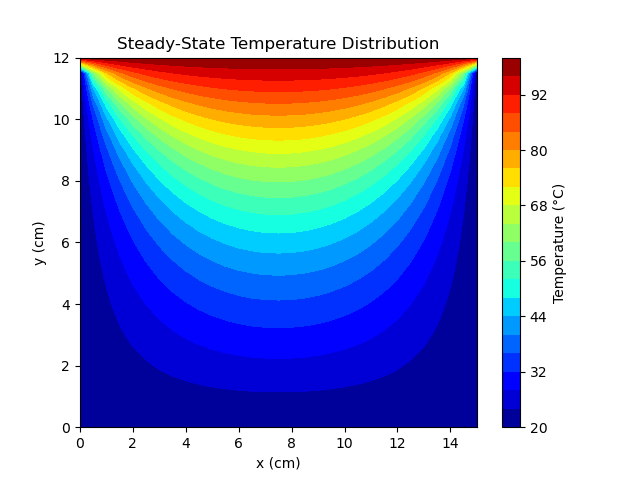 Steady-State Temperature Distribution
12
10
8
6
4
2
0
y (cm)
0 2 4 6 8 10 12 14
x (cm)
92
80
68
56
44
32
20
Temperature (°C)